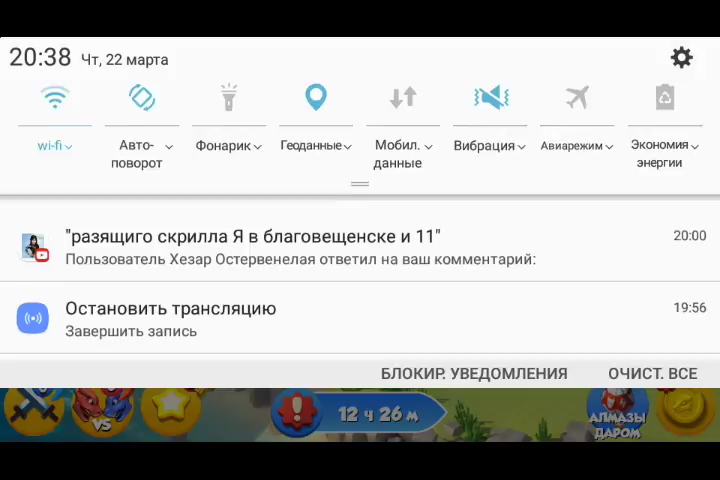 20:38 Чт, 22 марта
wi-fi
Авто-
поворот
Фонарик
Геоданные
Мобил.
данные
Вибрация
Авиарежим
Экономия
энергии
"разящиго скрилла Я в благовещенске и 11" 20:00
Пользователь Хезар Остервенелая ответил на ваш комментарий:
Остановить трансляцию 19:56
Завершить запись
БЛОКИР. УВЕДОМЛЕНИЯ ОЧИСТ. ВСЕ
VS
12 ч 26 м
АЛМАЗЫ
ДАРОМ